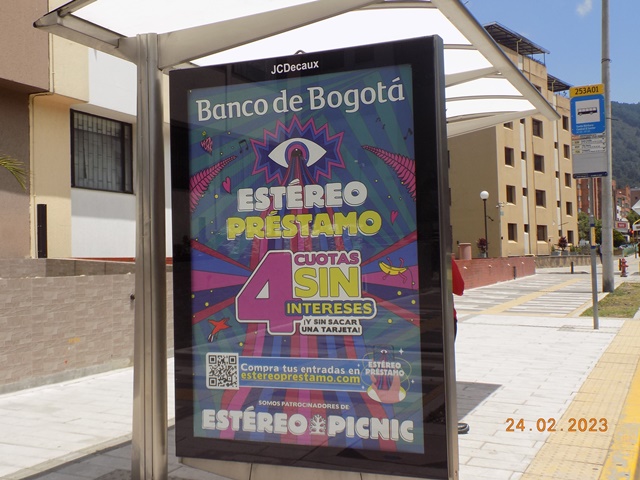 JCDecaux
Banco de Bogotá
ESTÉREO
PRÉSTAMO
4 CUOTAS
SIN
INTERESES
¡Y SIN SACAR
UNA TARJETA!
Compra tus entradas en
estereoprestamo.com
ESTÉREO
PRÉSTAMO
SOMOS PATROCINADORES DE
ESTÉREO PICNIC
253A01
24.02.2023